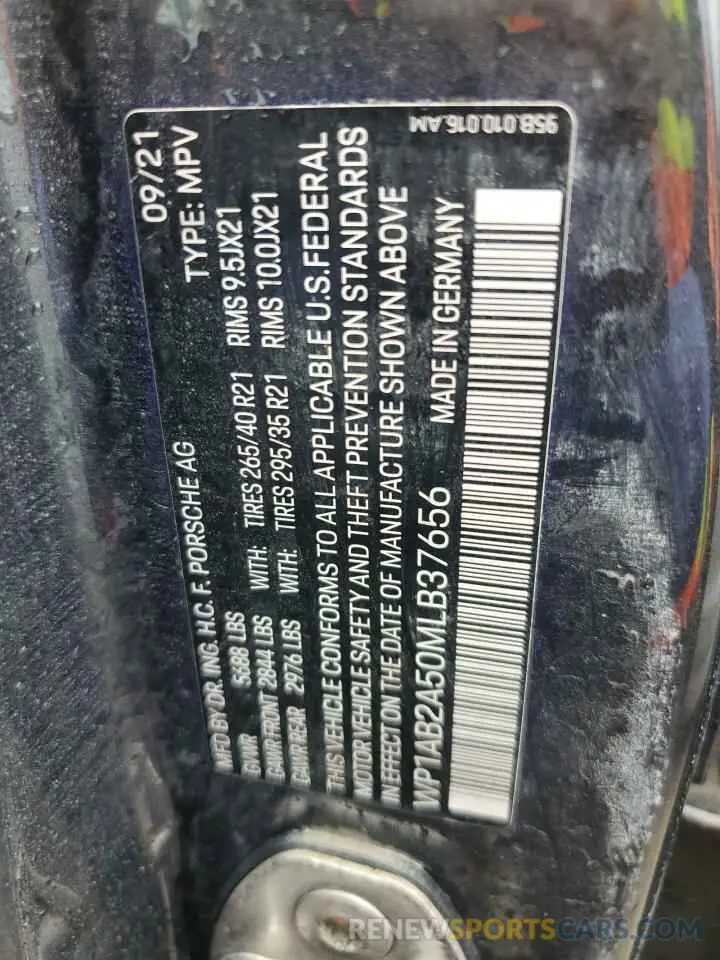 95B.010.016.AM
MFD BY DR. ING. H.C. F. PORSCHE AG 09/21
TYPE: MPV
GVWR 5688 LBS
GAWR FRONT 2844 LBS WITH: TIRES 265/40 R21 RIMS 9.5JX21
GAWR REAR 2976 LBS WITH: TIRES 295/35 R21 RIMS 10.0JX21
THIS VEHICLE CONFORMS TO ALL APPLICABLE U.S.FEDERAL
MOTOR VEHICLE SAFETY AND THEFT PREVENTION STANDARDS
IN EFFECT ON THE DATE OF MANUFACTURE SHOWN ABOVE
WP1AB2A50MLB37656 MADE IN GERMANY
RENEWSPORTSCARS.COM